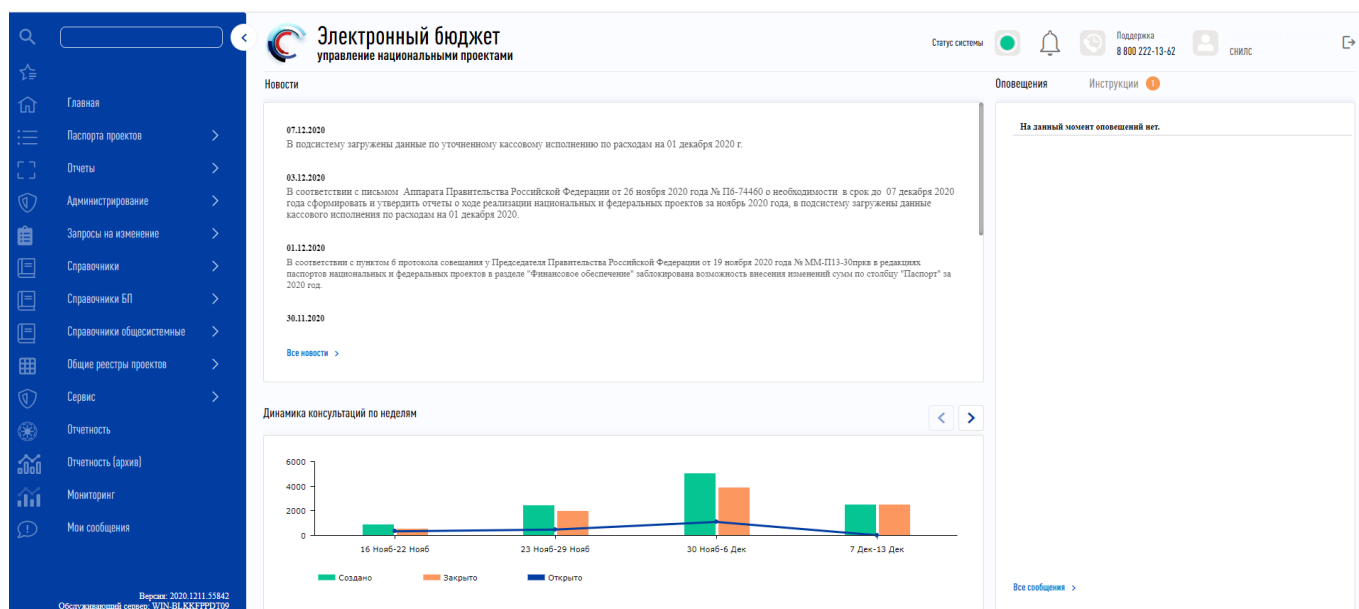 Электронный бюджет
управление национальными проектами
Статус системы
Поддержка
8 800 222-13-62
СНИЛС
Главная
Паспорта проектов
Отчеты
Администрирование
Запросы на изменение
Справочники
Справочники БП
Справочники общесистемные
Общие реестры проектов
Сервис
Отчетность
Отчетность (архив)
Мониторинг
Мои сообщения
Версия: 2020.1211.55842
Обслуживающий сервер: WIN-BLKKFPPDT09
Новости
07.12.2020
В подсистему загружены данные по уточненному кассовому исполнению по расходам на 01 декабря 2020 г.
03.12.2020
В соответствии с письмом Аппарата Правительства Российской Федерации от 26 ноября 2020 года № П6-74460 о необходимости в срок до 07 декабря 2020
года сформировать и утвердить отчеты о ходе реализации национальных и федеральных проектов за ноябрь 2020 года, в подсистему загружены данные
кассового исполнения по расходам на 01 декабря 2020.
01.12.2020
В соответствии с пунктом 6 протокола совещания у Председателя Правительства Российской Федерации от 19 ноября 2020 года № ММ-П13-30пркв в редакциях
паспортов национальных и федеральных проектов в разделе "Финансовое обеспечение" заблокирована возможность внесения изменений сумм по столбцу "Паспорт" за
2020 год.
30.11.2020
Все новости >
Оповещения
Инструкции 1
На данный момент оповещений нет.
Все сообщения >
Динамика консультаций по неделям
6000
4000
2000
0
16 Нояб-22 Нояб
23 Нояб-29 Нояб
30 Нояб-6 Дек
7 Дек-13 Дек
Создано
Закрыто
Открыто